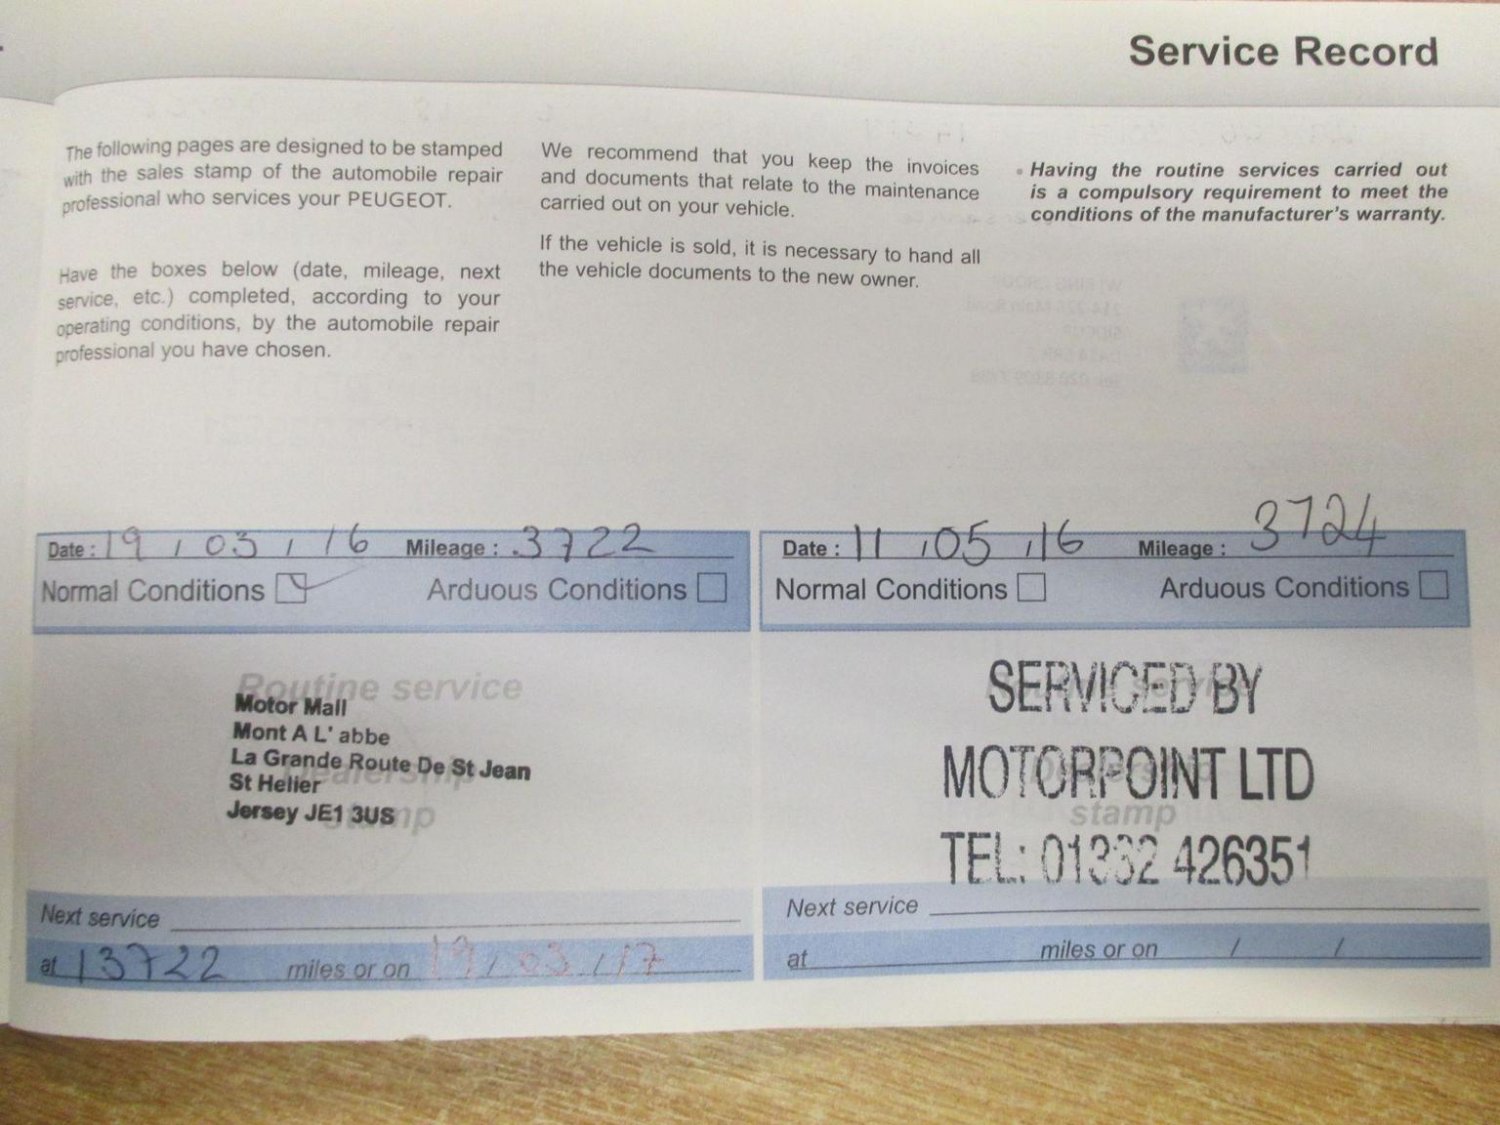 Service Record
The following pages are designed to be stamped
with the sales stamp of the automobile repair
professional who services your PEUGEOT.
Have the boxes below (date, mileage, next
service, etc.) completed, according to your
operating conditions, by the automobile repair
professional you have chosen.
We recommend that you keep the invoices
and documents that relate to the maintenance
carried out on your vehicle.
If the vehicle is sold, it is necessary to hand all
the vehicle documents to the new owner.
• Having the routine services carried out
is a compulsory requirement to meet the
conditions of the manufacturer's warranty.
Date : 19 / 03 / 16 Mileage : 3722
Normal Conditions Arduous Conditions
Routine service
Dealership
stamp
Motor Mall
Mont A L' abbe
La Grande Route De St Jean
St Helier
Jersey JE1 3US
Next service
at 13722 miles or on 19 / 03 / 17
Date : 11 / 05 / 16 Mileage : 3724
Normal Conditions Arduous Conditions
SERVICED BY
MOTORPOINT LTD
stamp
TEL: 01332 426351
Next service
at miles or on / /